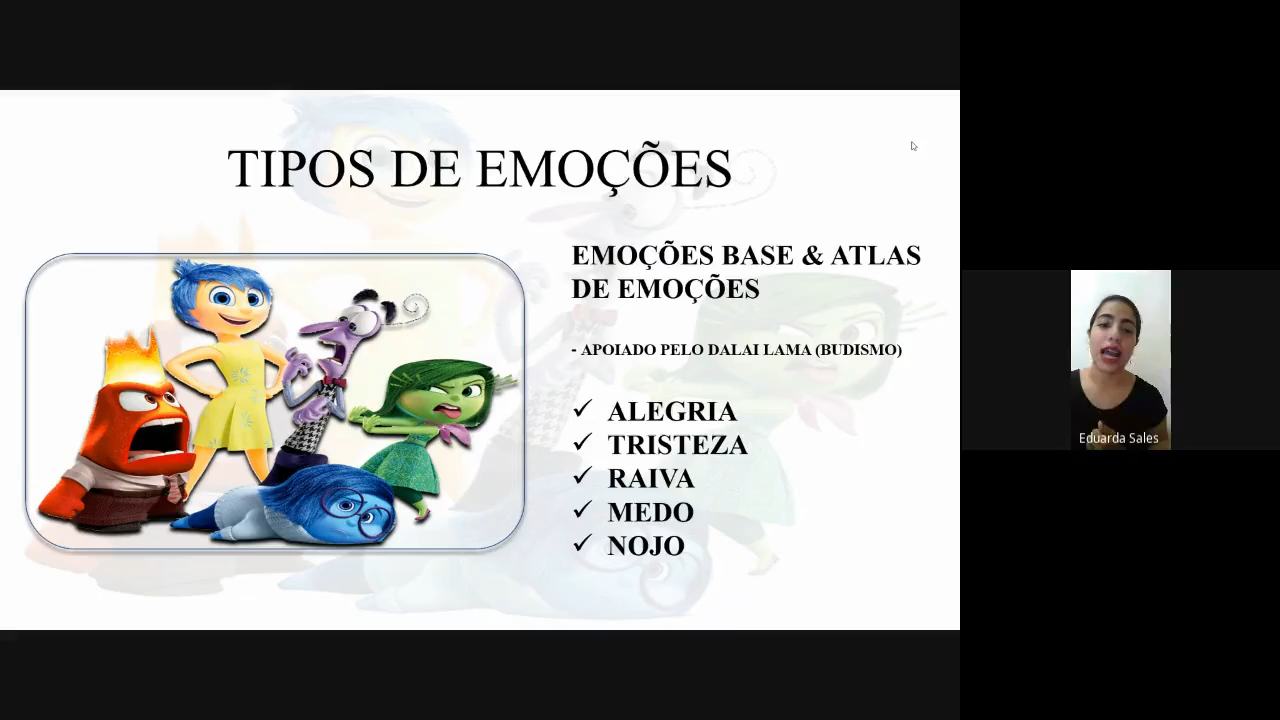 TIPOS DE EMOÇÕES
EMOÇÕES BASE & ATLAS
DE EMOÇÕES
- APOIADO PELO DALAI LAMA (BUDISMO)
✓ ALEGRIA
✓ TRISTEZA
✓ RAIVA
✓ MEDO
✓ NOJO
Eduarda Sales